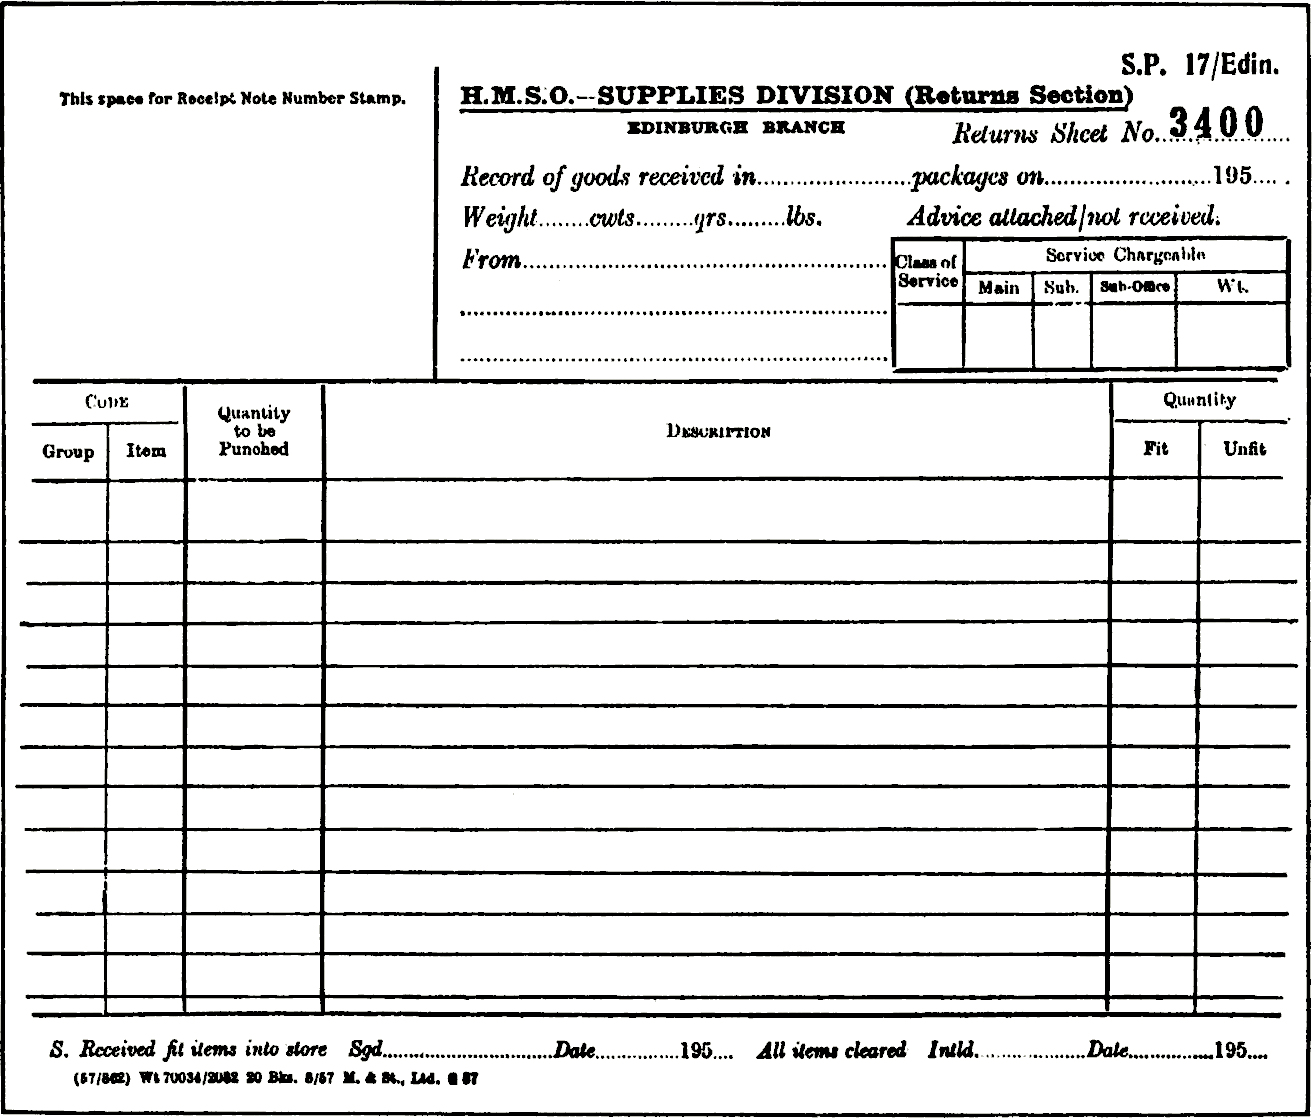 S.P. 17/Edin.
This space for Receipt Note Number Stamp.
H.M.S.O.--SUPPLIES DIVISION (Returns Section)
EDINBURGH BRANCH
Returns Sheet No. 3400
Record of goods received in......................packages on........................195.....
Weight........cwts........qrs........lbs. Advice attached/not received.
From....................................................
Class of Service
Service Chargeable
Main Sub. Sub-Office Wt.
CODE
Group Item
Quantity
to be
Punched
DESCRIPTION
Quantity
Fit Unfit
S. Received fit items into store Sgd.........................Date..............195.... All items cleared Intld..............Date..............195....
(57/862) Wt 70034/2082 20 Bks. 5/57 M. & St., Ltd.